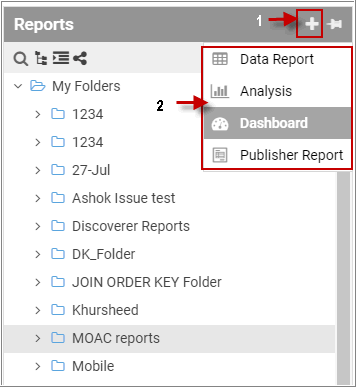 Reports
1
Data Report
Analysis
2
Dashboard
Publisher Report
My Folders
1234
1234
27-Jul
Ashok Issue test
Discoverer Reports
DK_Folder
JOIN ORDER KEY Folder
Khursheed
MOAC reports
Mobile